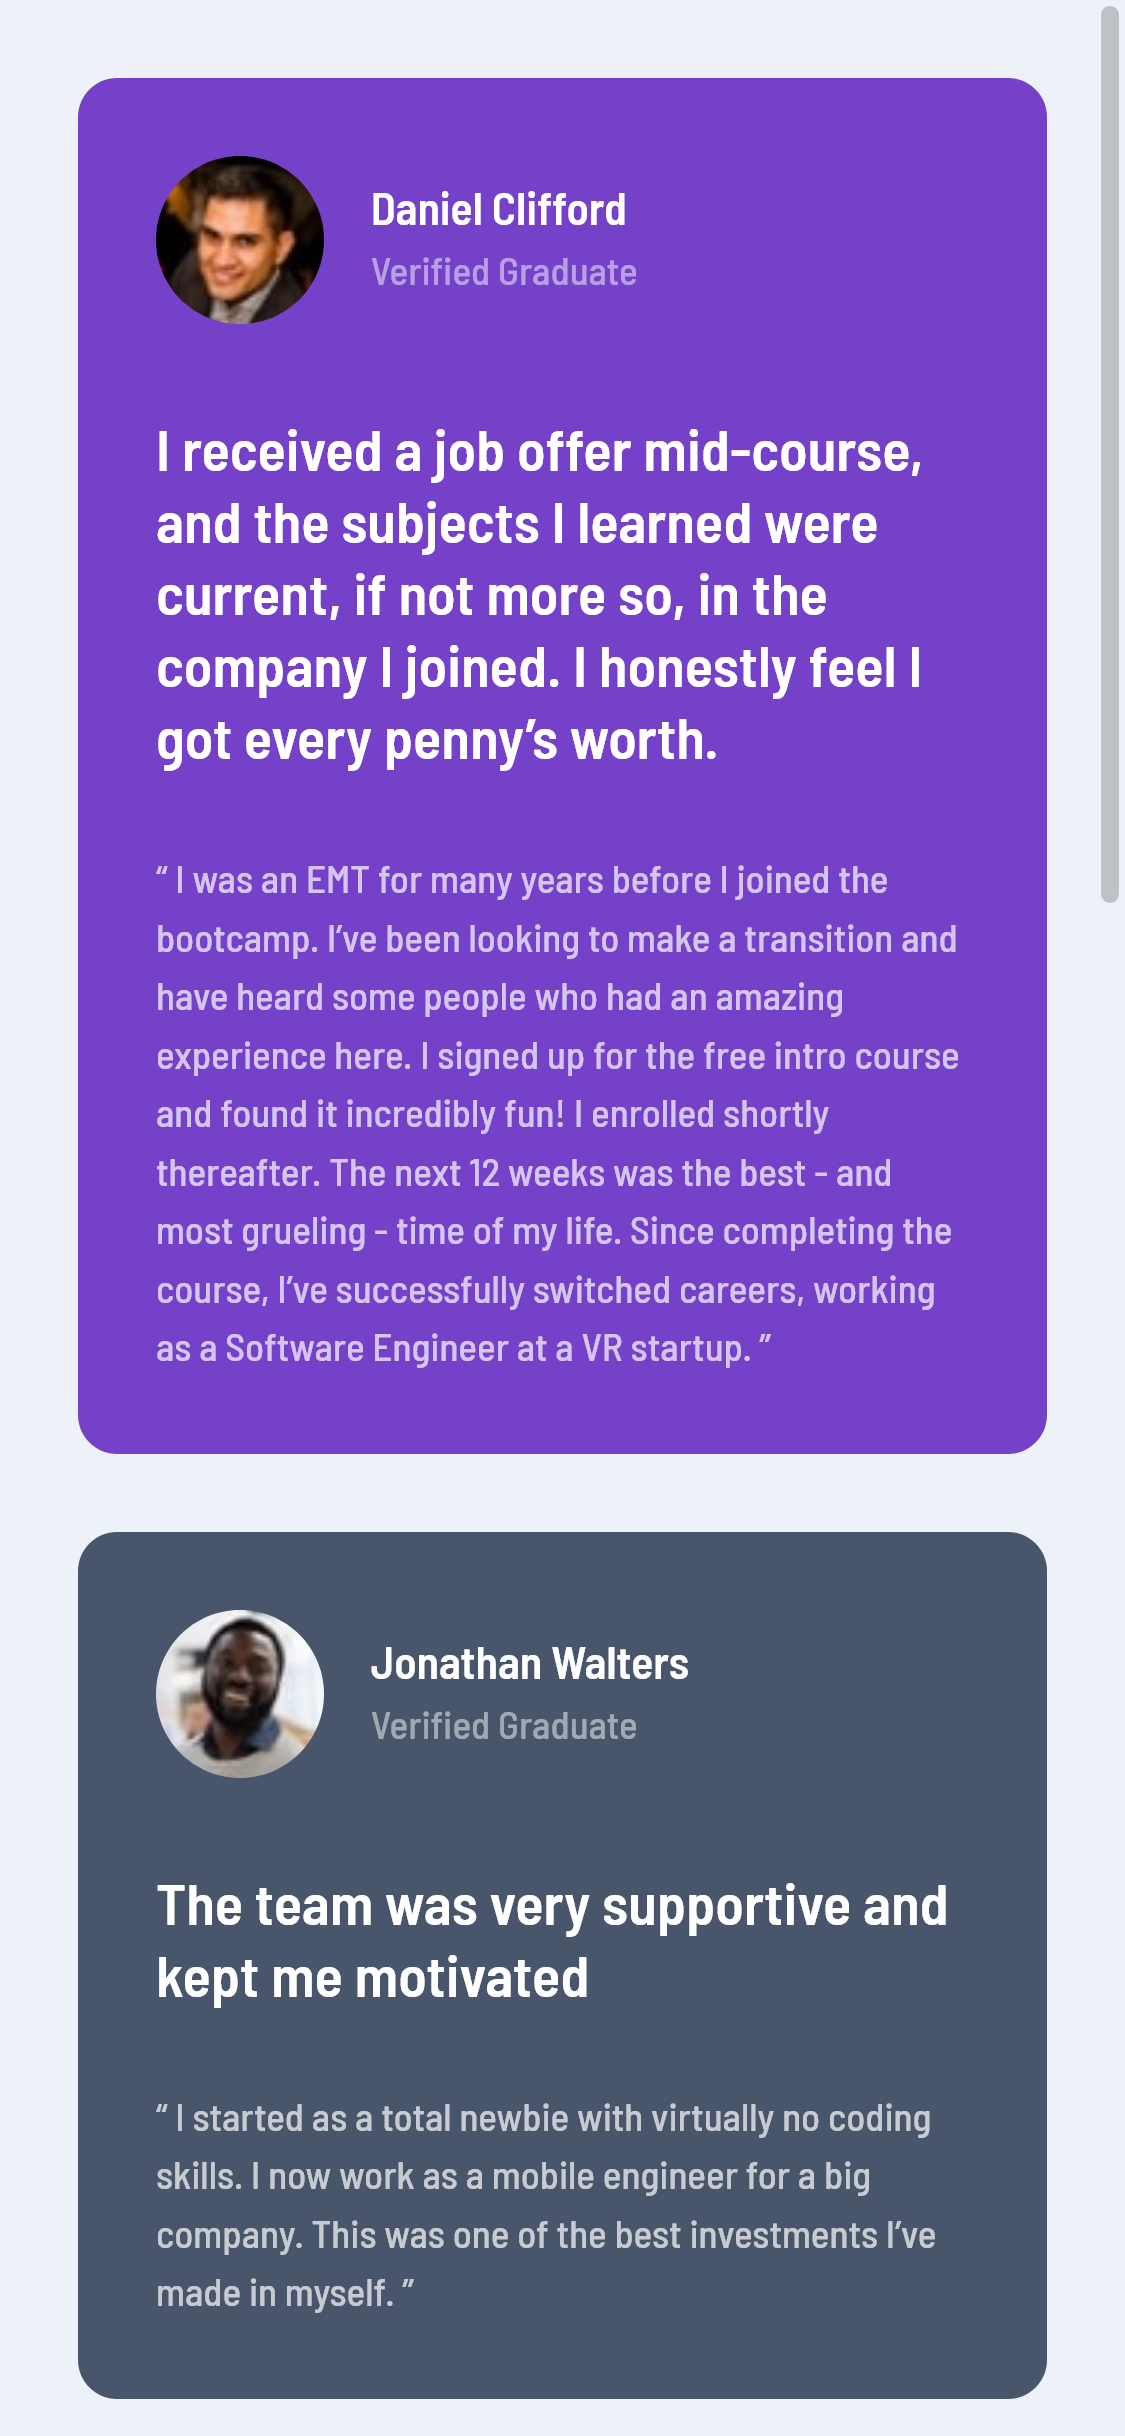 Daniel Clifford
Verified Graduate
I received a job offer mid-course,
and the subjects I learned were
current, if not more so, in the
company I joined. I honestly feel I
got every penny’s worth.
“ I was an EMT for many years before I joined the
bootcamp. I’ve been looking to make a transition and
have heard some people who had an amazing
experience here. I signed up for the free intro course
and found it incredibly fun! I enrolled shortly
thereafter. The next 12 weeks was the best - and
most grueling - time of my life. Since completing the
course, I’ve successfully switched careers, working
as a Software Engineer at a VR startup. ”
Jonathan Walters
Verified Graduate
The team was very supportive and
kept me motivated
“ I started as a total newbie with virtually no coding
skills. I now work as a mobile engineer for a big
company. This was one of the best investments I’ve
made in myself. ”